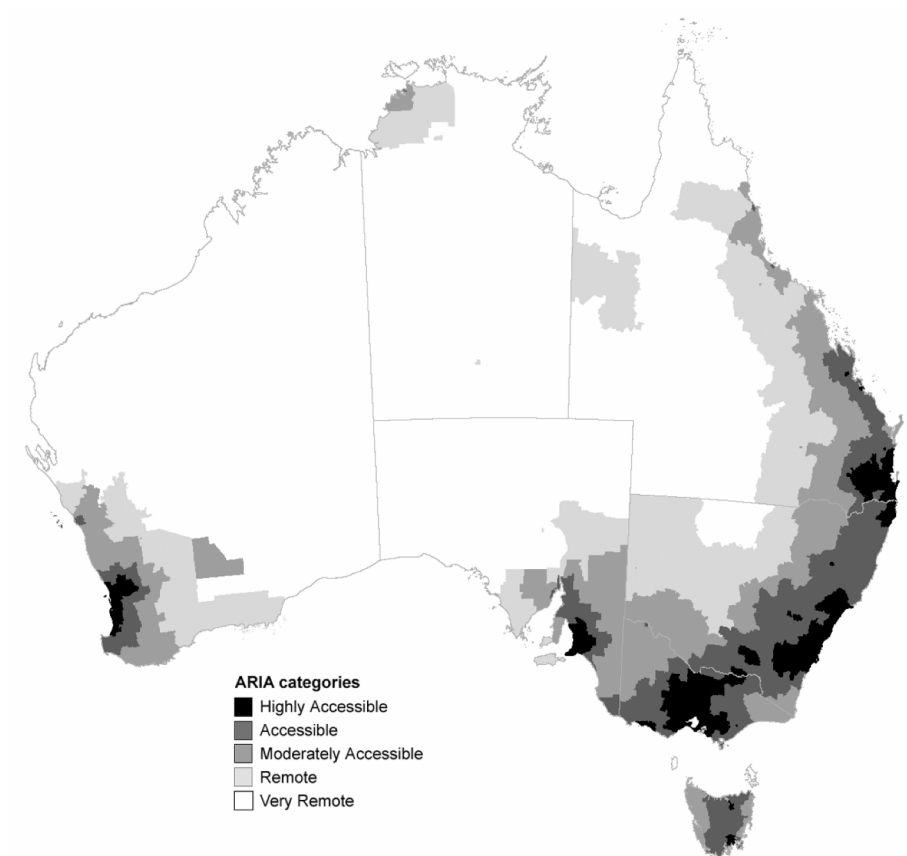 ARIA categories
Highly Accessible
Accessible
Moderately Accessible
Remote
Very Remote